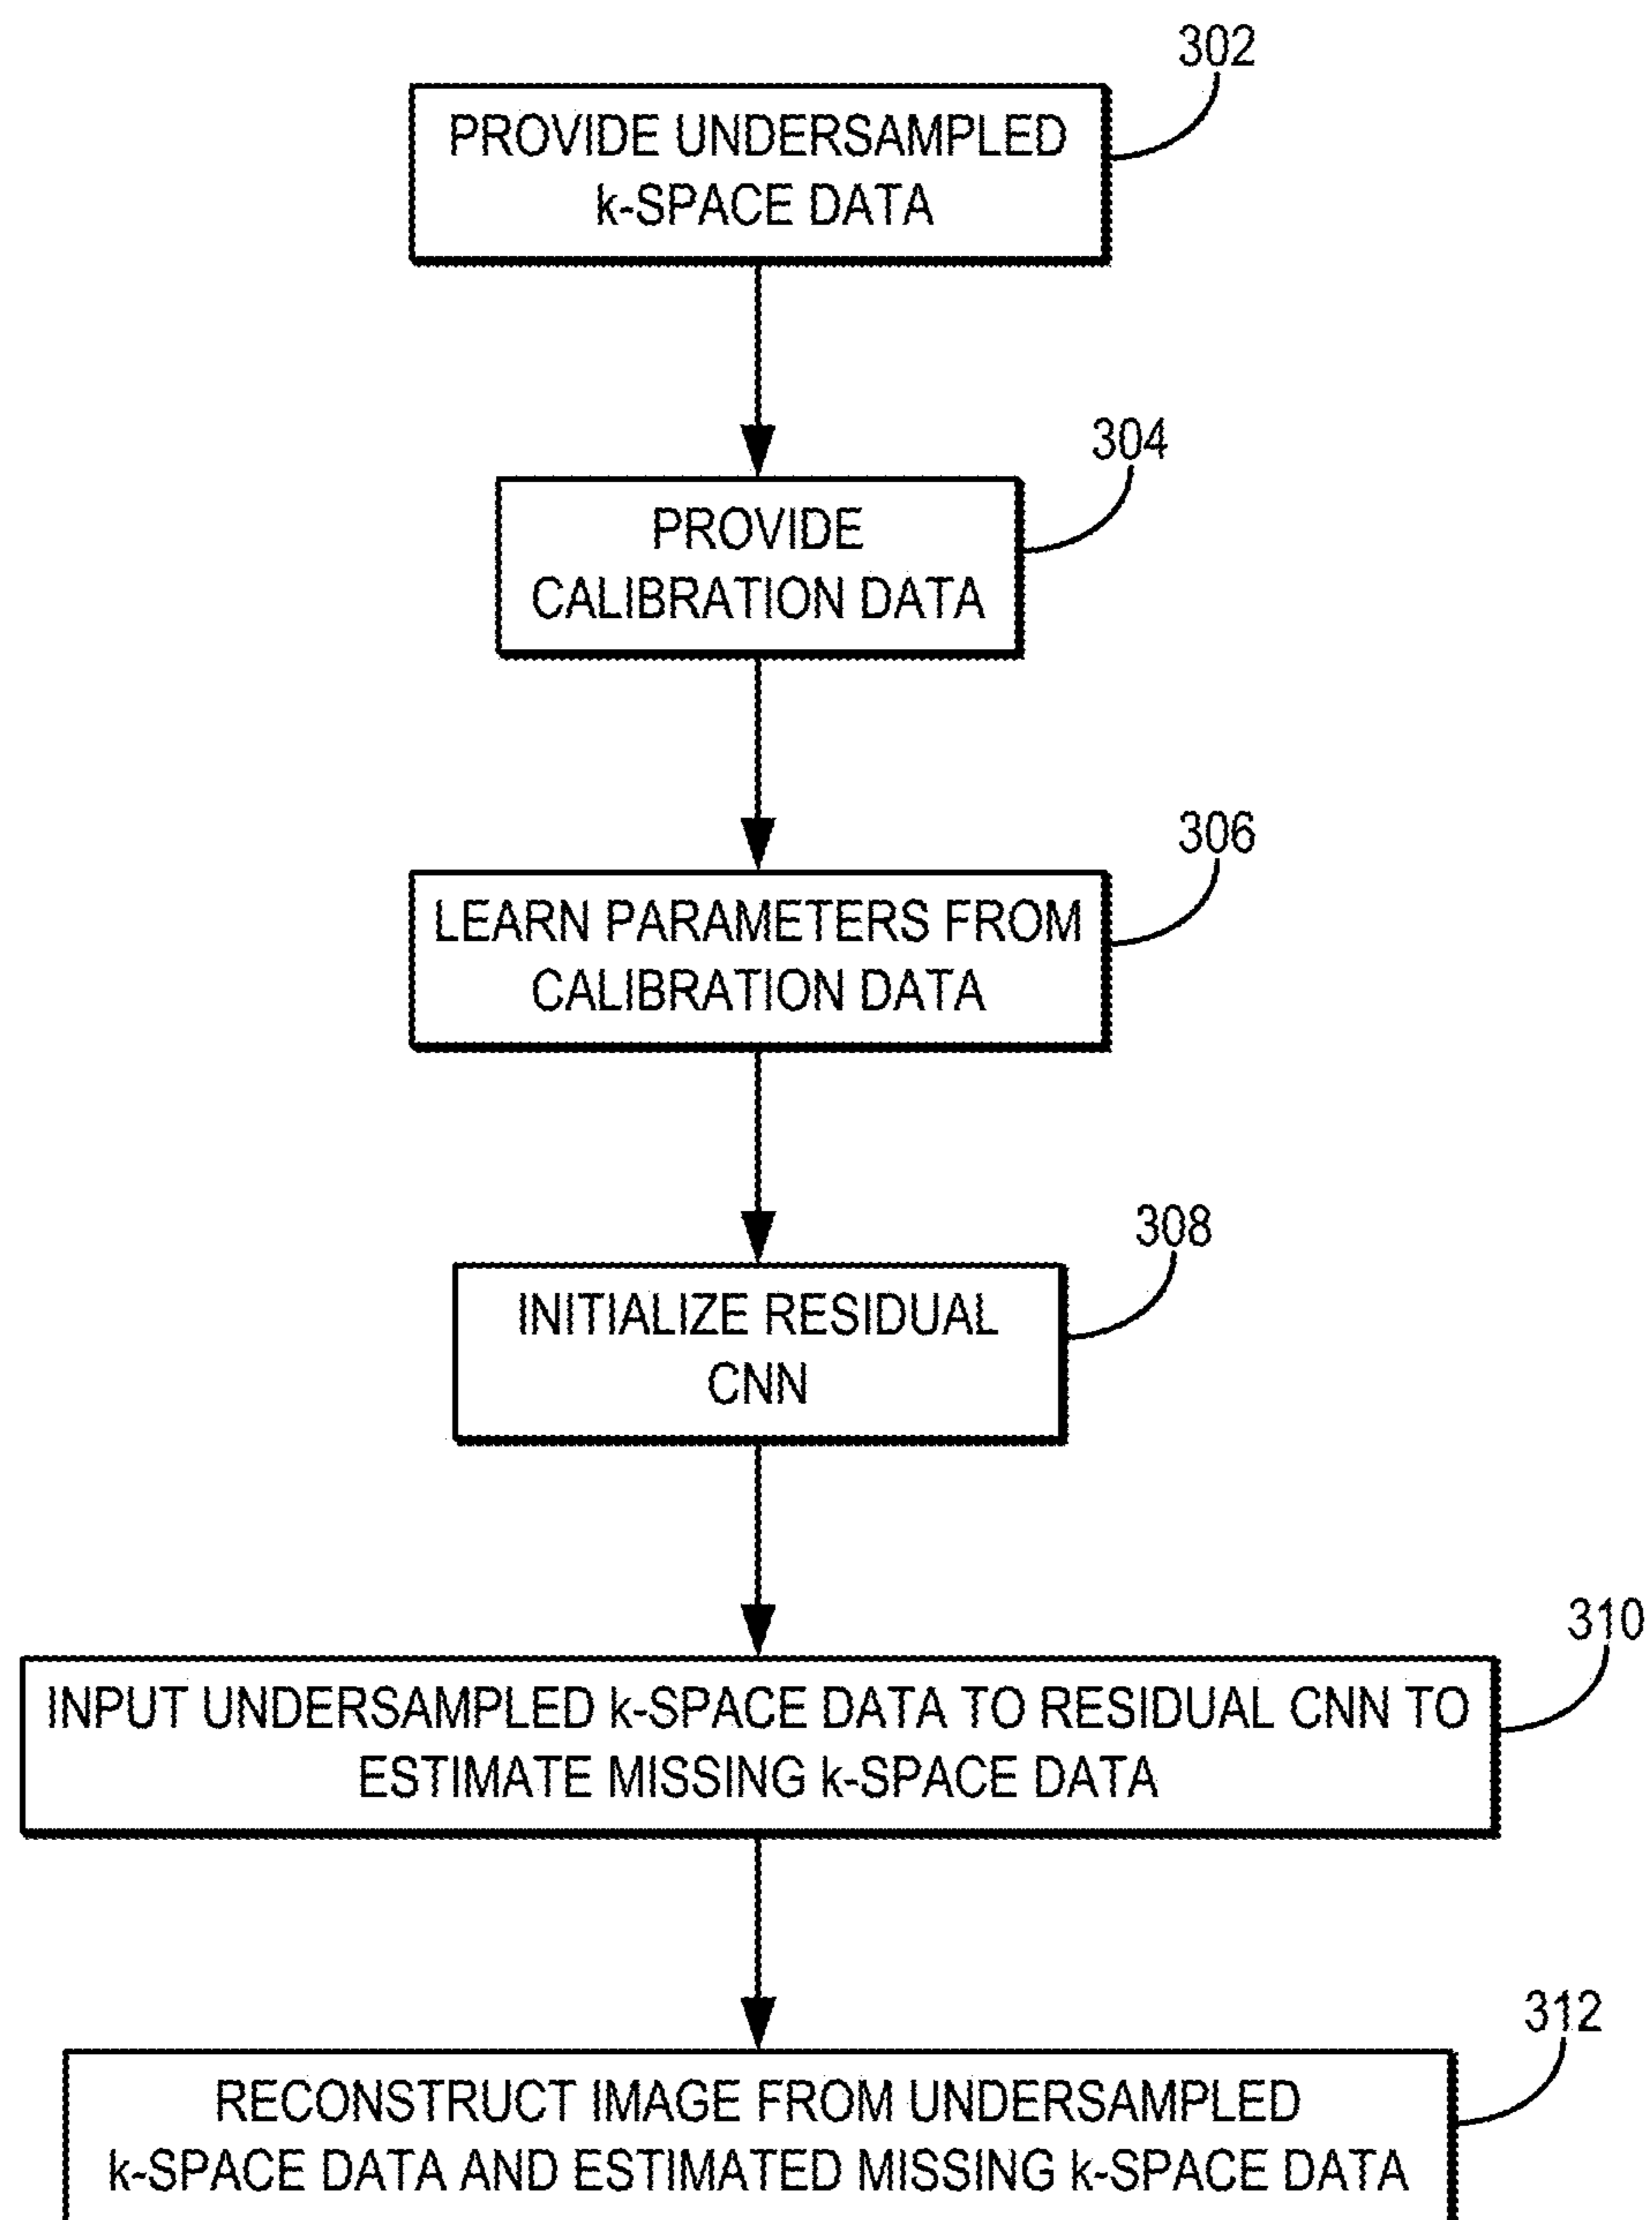 302
PROVIDE UNDERSAMPLED
k-SPACE DATA
304
PROVIDE
CALIBRATION DATA
306
LEARN PARAMETERS FROM
CALIBRATION DATA
308
INITIALIZE RESIDUAL
CNN
310
INPUT UNDERSAMPLED k-SPACE DATA TO RESIDUAL CNN TO
ESTIMATE MISSING k-SPACE DATA
312
RECONSTRUCT IMAGE FROM UNDERSAMPLED
k-SPACE DATA AND ESTIMATED MISSING k-SPACE DATA